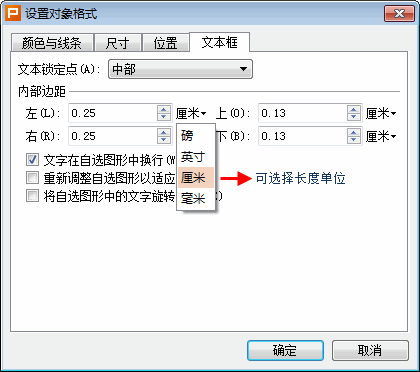 设置对象格式
颜色与线条 尺寸 位置 文本框
文本锁定点(A): 中部
内部边距
左(L): 0.25 厘米 上(O): 0.13 厘米
右(R): 0.25 下(B): 0.13 厘米
磅
英寸
厘米
毫米
文字在自选图形中换行(W
重新调整自选图形以适应
将自选图形中的文字旋转
可选择长度单位
确定 取消